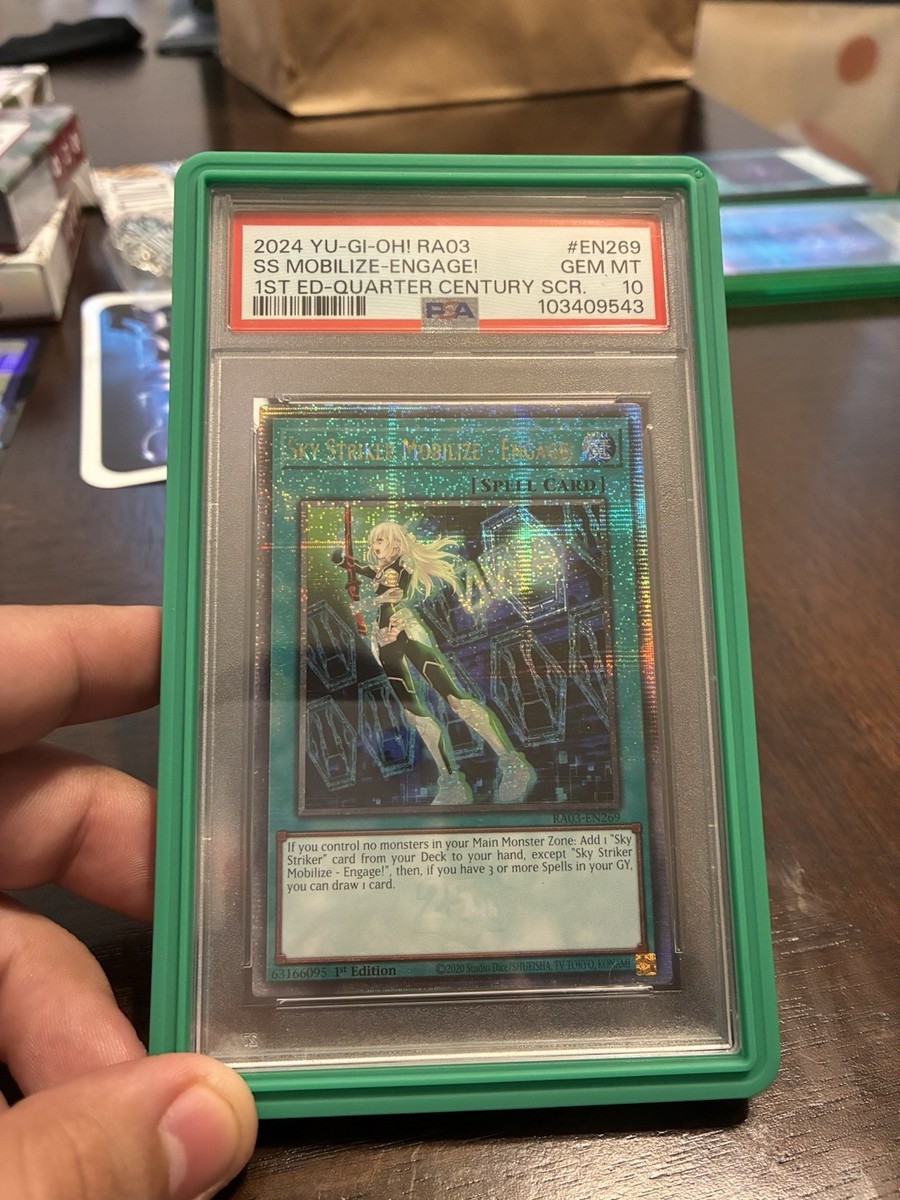 2024 YU-GI-OH! RA03 #EN269
SS MOBILIZE-ENGAGE! GEM MT
1ST ED-QUARTER CENTURY SCR. 10
PSA 103409543
SKY STRIKER MOBILIZE - ENGAGE!
[SPELL CARD]
RA03-EN269
If you control no monsters in your Main Monster Zone: Add 1 "Sky
Striker" card from your Deck to your hand, except "Sky Striker
Mobilize - Engage!", then, if you have 3 or more Spells in your GY,
you can draw 1 card.
25th
63166095 1st Edition ©2020 Studio Dice/SHUEISHA, TV TOKYO, KONAMI